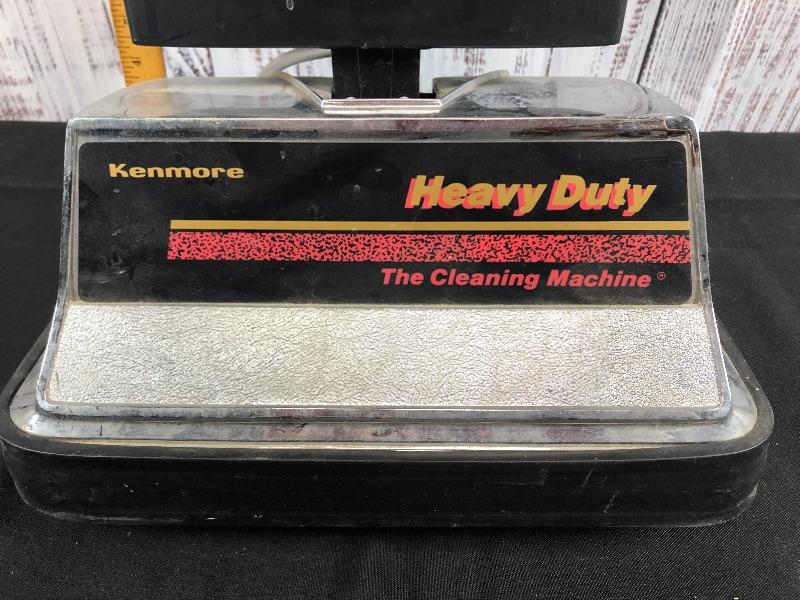 Kenmore
Heavy Duty
The Cleaning Machine®